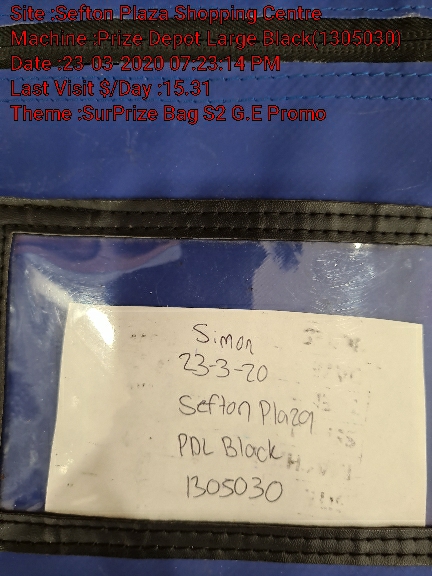 Site :Sefton Plaza Shopping Centre
Machine :Prize Depot Large Black(1305030)
Date :23-03-2020 07:23:14 PM
Last Visit $/Day :15.31
Theme :SurPrize Bag $2 G.E Promo
Simon
23-3-20
Sefton Plaza
PDL Black
1305030